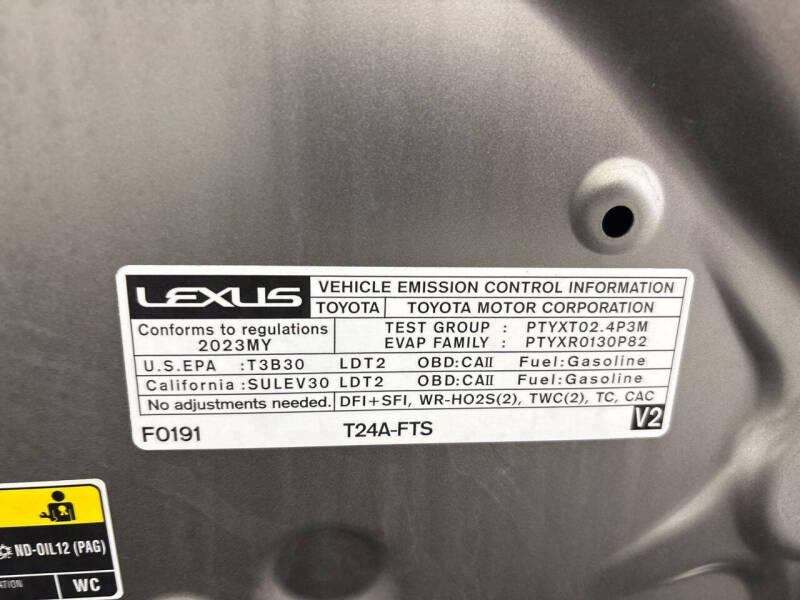 LEXUS VEHICLE EMISSION CONTROL INFORMATION
TOYOTA TOYOTA MOTOR CORPORATION
Conforms to regulations
2023MY
TEST GROUP : PTYXT02.4P3M
EVAP FAMILY : PTYXR0130P82
U.S.EPA :T3B30 LDT2 OBD:CAII Fuel:Gasoline
California :SULEV30 LDT2 OBD:CAII Fuel:Gasoline
No adjustments needed. DFI+SFI, WR-HO2S(2), TWC(2), TC, CAC
F0191 T24A-FTS V2
ND-OIL12 (PAG)
WC